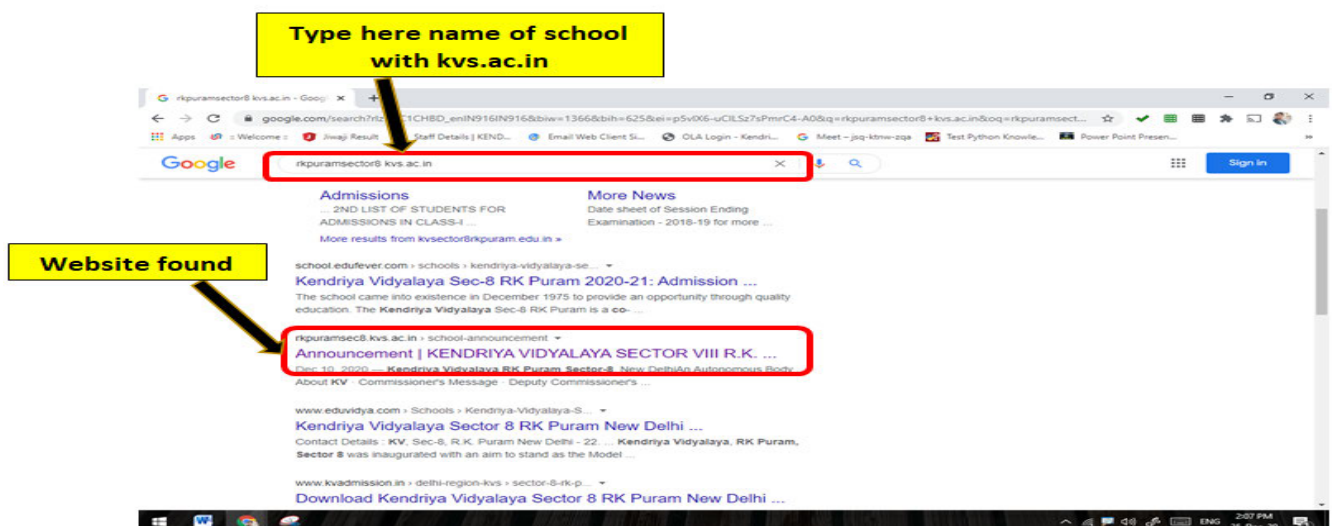 Type here name of school
with kvs.ac.in
rkpuramsector8 kvs.ac.in - Goog
google.com/search?rlz C1CHBD_enIN916IN916&biw=1366&bih=625&ei=p5vIX6-uCILSz7sPmrC4-A0&q=rkpuramsector8+kvs.ac.in&oq=rkpuramsect...
Apps :: Welcome :: Jiwaji Result Staff Details | KEND... Email Web Client Si... OLA Login - Kendri... Meet – jsq-ktnw-zqa Test Python Knowle... Power Point Presen...
Google rkpuramsector8 kvs.ac.in Sign in
Admissions More News
... 2ND LIST OF STUDENTS FOR Date sheet of Session Ending
ADMISSIONS IN CLASS-I ... Examination - 2018-19 for more ...
More results from kvsector8rkpuram.edu.in »
Website found
school.edufever.com › schools › kendriya-vidyalaya-se...
Kendriya Vidyalaya Sec-8 RK Puram 2020-21: Admission ...
The school came into existence in December 1975 to provide an opportunity through quality
education. The Kendriya Vidyalaya Sec-8 RK Puram is a co- ...
rkpuramsec8.kvs.ac.in › school-announcement
Announcement | KENDRIYA VIDYALAYA SECTOR VIII R.K. ...
Dec 10, 2020 — Kendriya Vidyalaya RK Puram Sector-8, New DelhiAn Autonomous Body
About KV · Commissioner's Message · Deputy Commissioner's ...
www.eduvidya.com › Schools › Kendriya-Vidyalaya-S...
Kendriya Vidyalaya Sector 8 RK Puram New Delhi ...
Contact Details : KV, Sec-8, R.K. Puram New Delhi - 22. ... Kendriya Vidyalaya, RK Puram,
Sector 8 was inaugurated with an aim to stand as the Model ...
www.kvadmission.in › delhi-region-kvs › sector-8-rk-p...
Download Kendriya Vidyalaya Sector 8 RK Puram New Delhi ...
ENG 2:07 PM